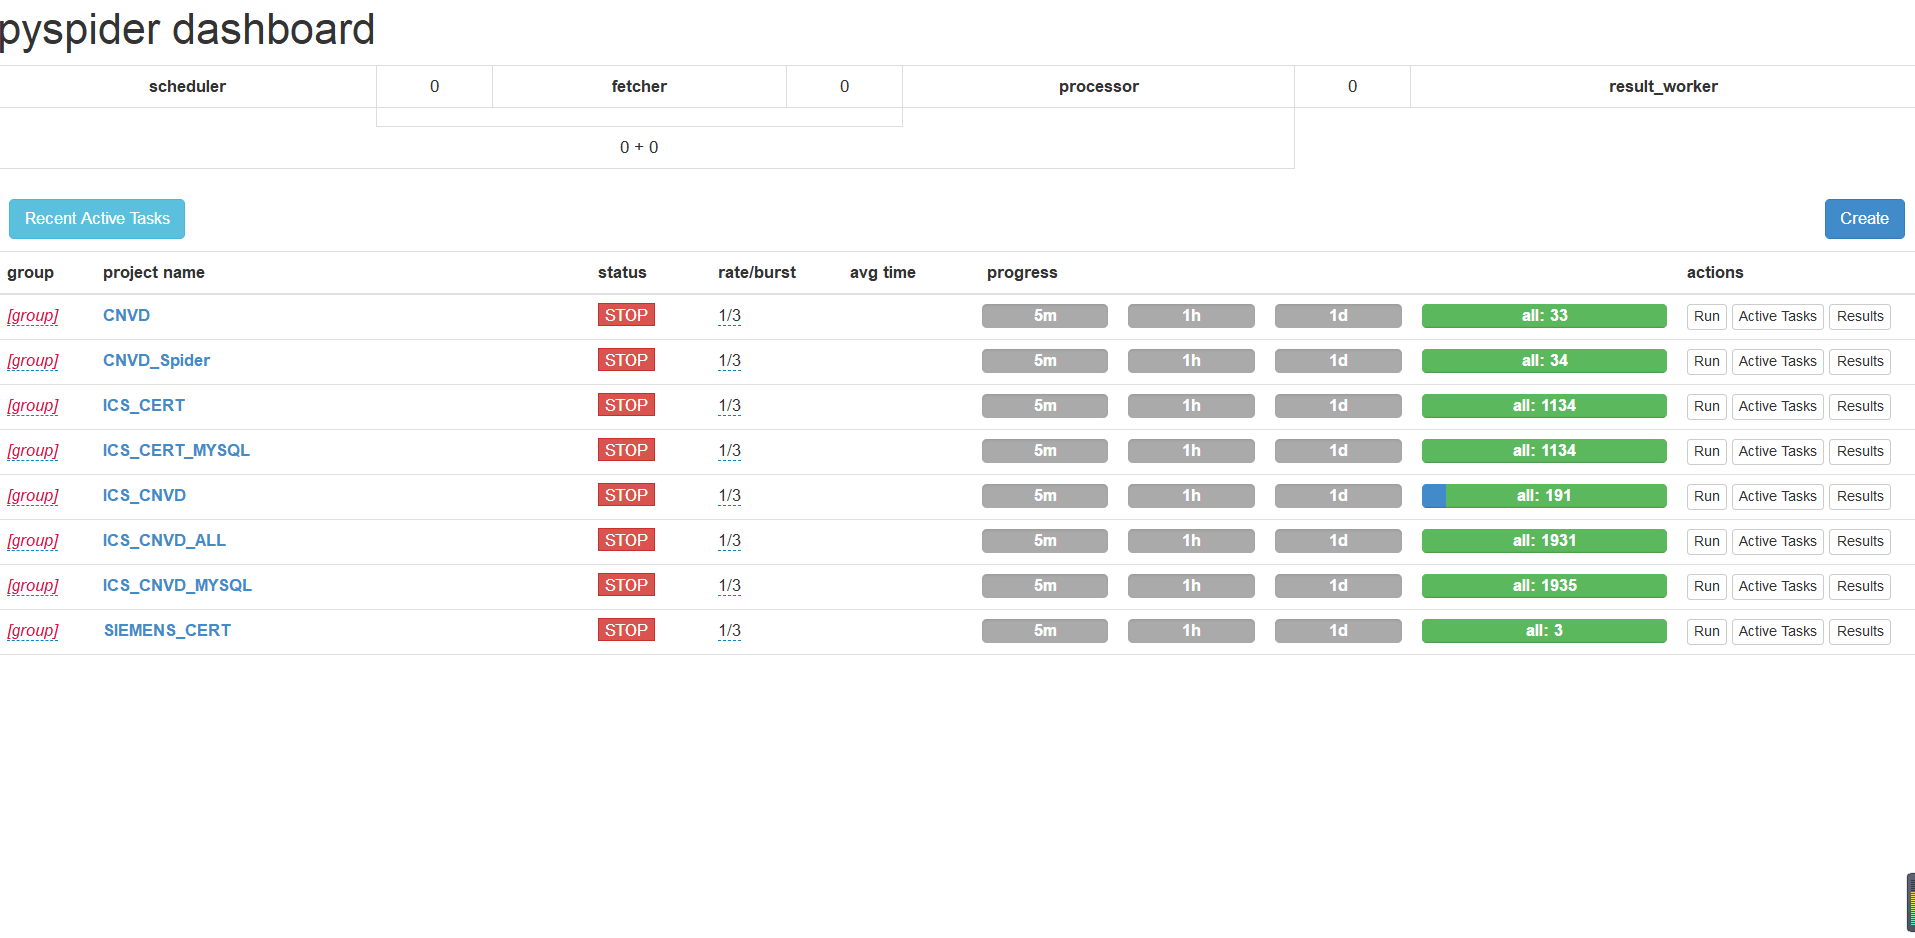 pyspider dashboard
scheduler 0 fetcher 0 processor 0 result_worker
0 + 0
Recent Active Tasks Create
group project name status rate/burst avg time progress actions
[group] CNVD STOP 1/3 5m 1h 1d all: 33 Run Active Tasks Results
[group] CNVD_Spider STOP 1/3 5m 1h 1d all: 34 Run Active Tasks Results
[group] ICS_CERT STOP 1/3 5m 1h 1d all: 1134 Run Active Tasks Results
[group] ICS_CERT_MYSQL STOP 1/3 5m 1h 1d all: 1134 Run Active Tasks Results
[group] ICS_CNVD STOP 1/3 5m 1h 1d all: 191 Run Active Tasks Results
[group] ICS_CNVD_ALL STOP 1/3 5m 1h 1d all: 1931 Run Active Tasks Results
[group] ICS_CNVD_MYSQL STOP 1/3 5m 1h 1d all: 1935 Run Active Tasks Results
[group] SIEMENS_CERT STOP 1/3 5m 1h 1d all: 3 Run Active Tasks Results